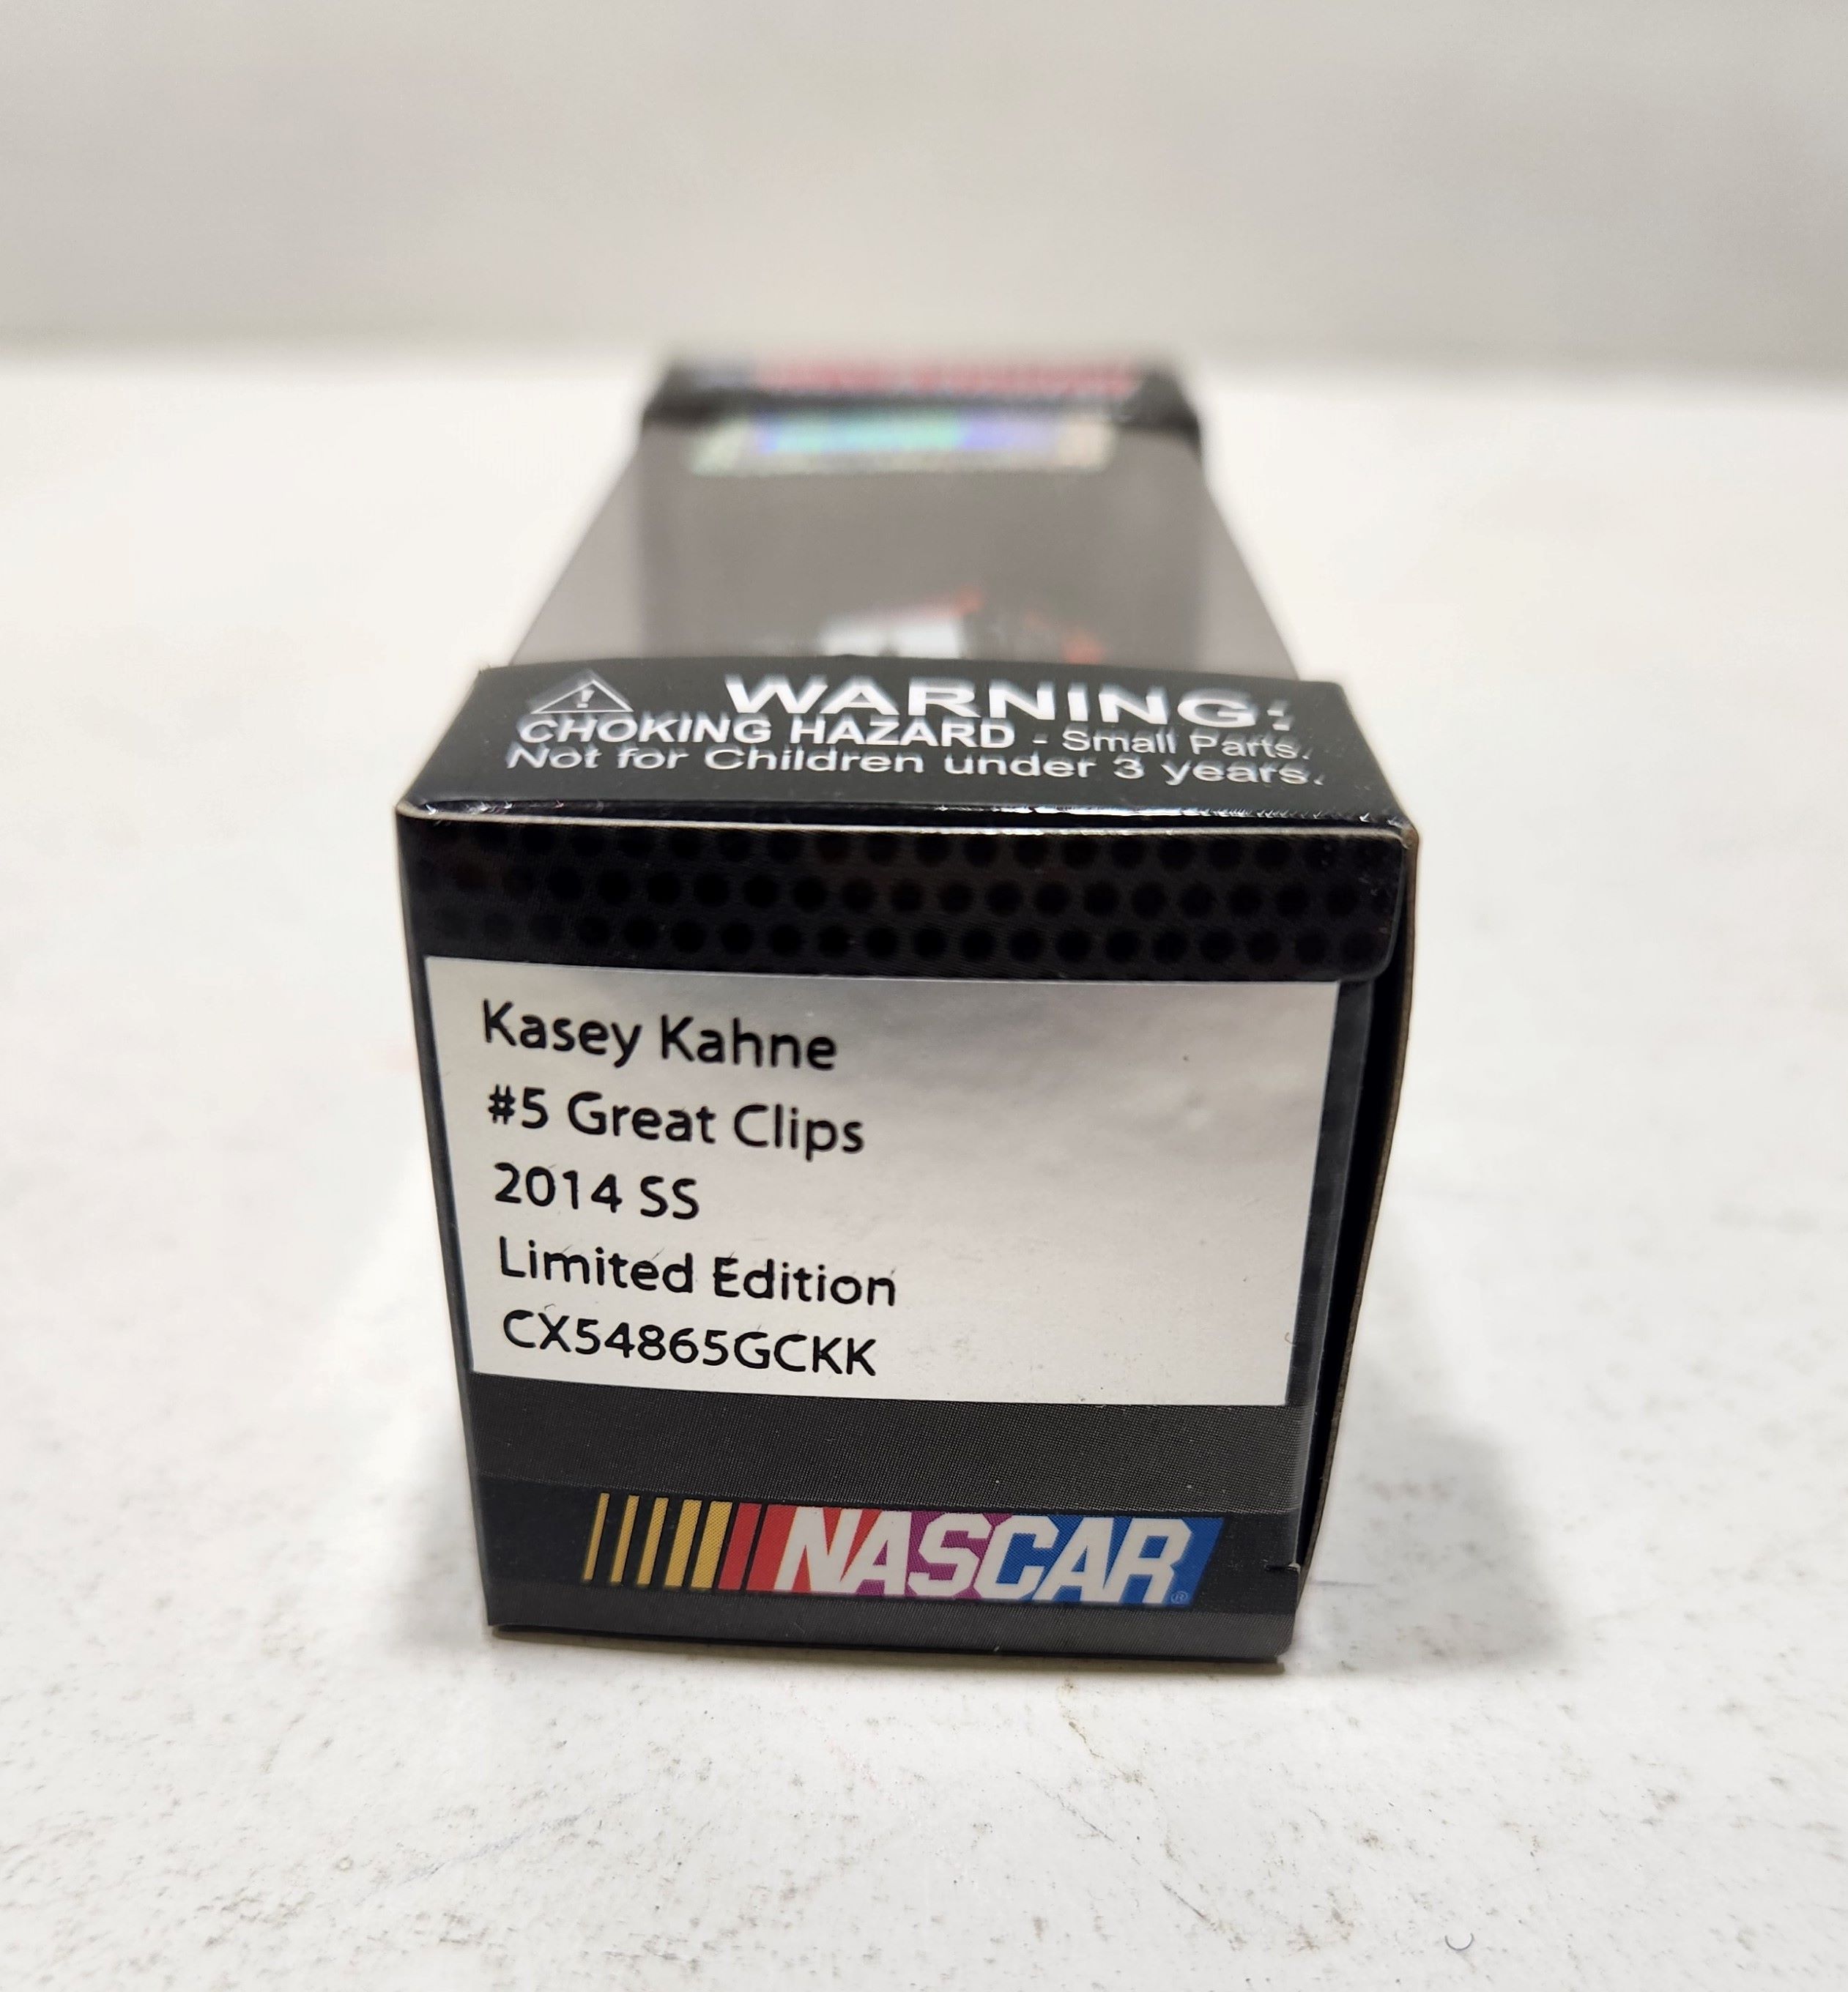 WARNING:
CHOKING HAZARD - Small Parts.
Not for Children under 3 years.
Kasey Kahne
#5 Great Clips
2014 SS
Limited Edition
CX54865GCKK
NASCAR®